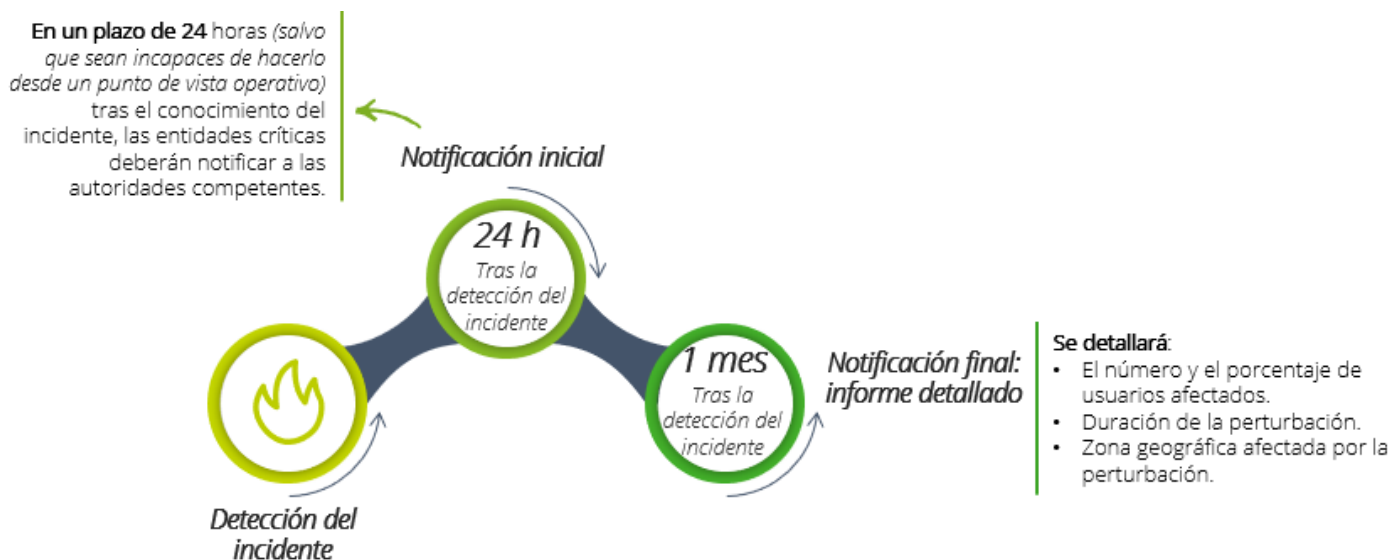 En un plazo de 24 horas (salvo
que sean incapaces de hacerlo
desde un punto de vista operativo)
tras el conocimiento del
incidente, las entidades críticas
deberán notificar a las
autoridades competentes.
Notificación inicial
24 h
Tras la
detección del
incidente
Detección del
incidente
1 mes
Tras la
detección del
incidente
Notificación final:
informe detallado
Se detallará:
• El número y el porcentaje de
usuarios afectados.
• Duración de la perturbación.
• Zona geográfica afectada por la
perturbación.